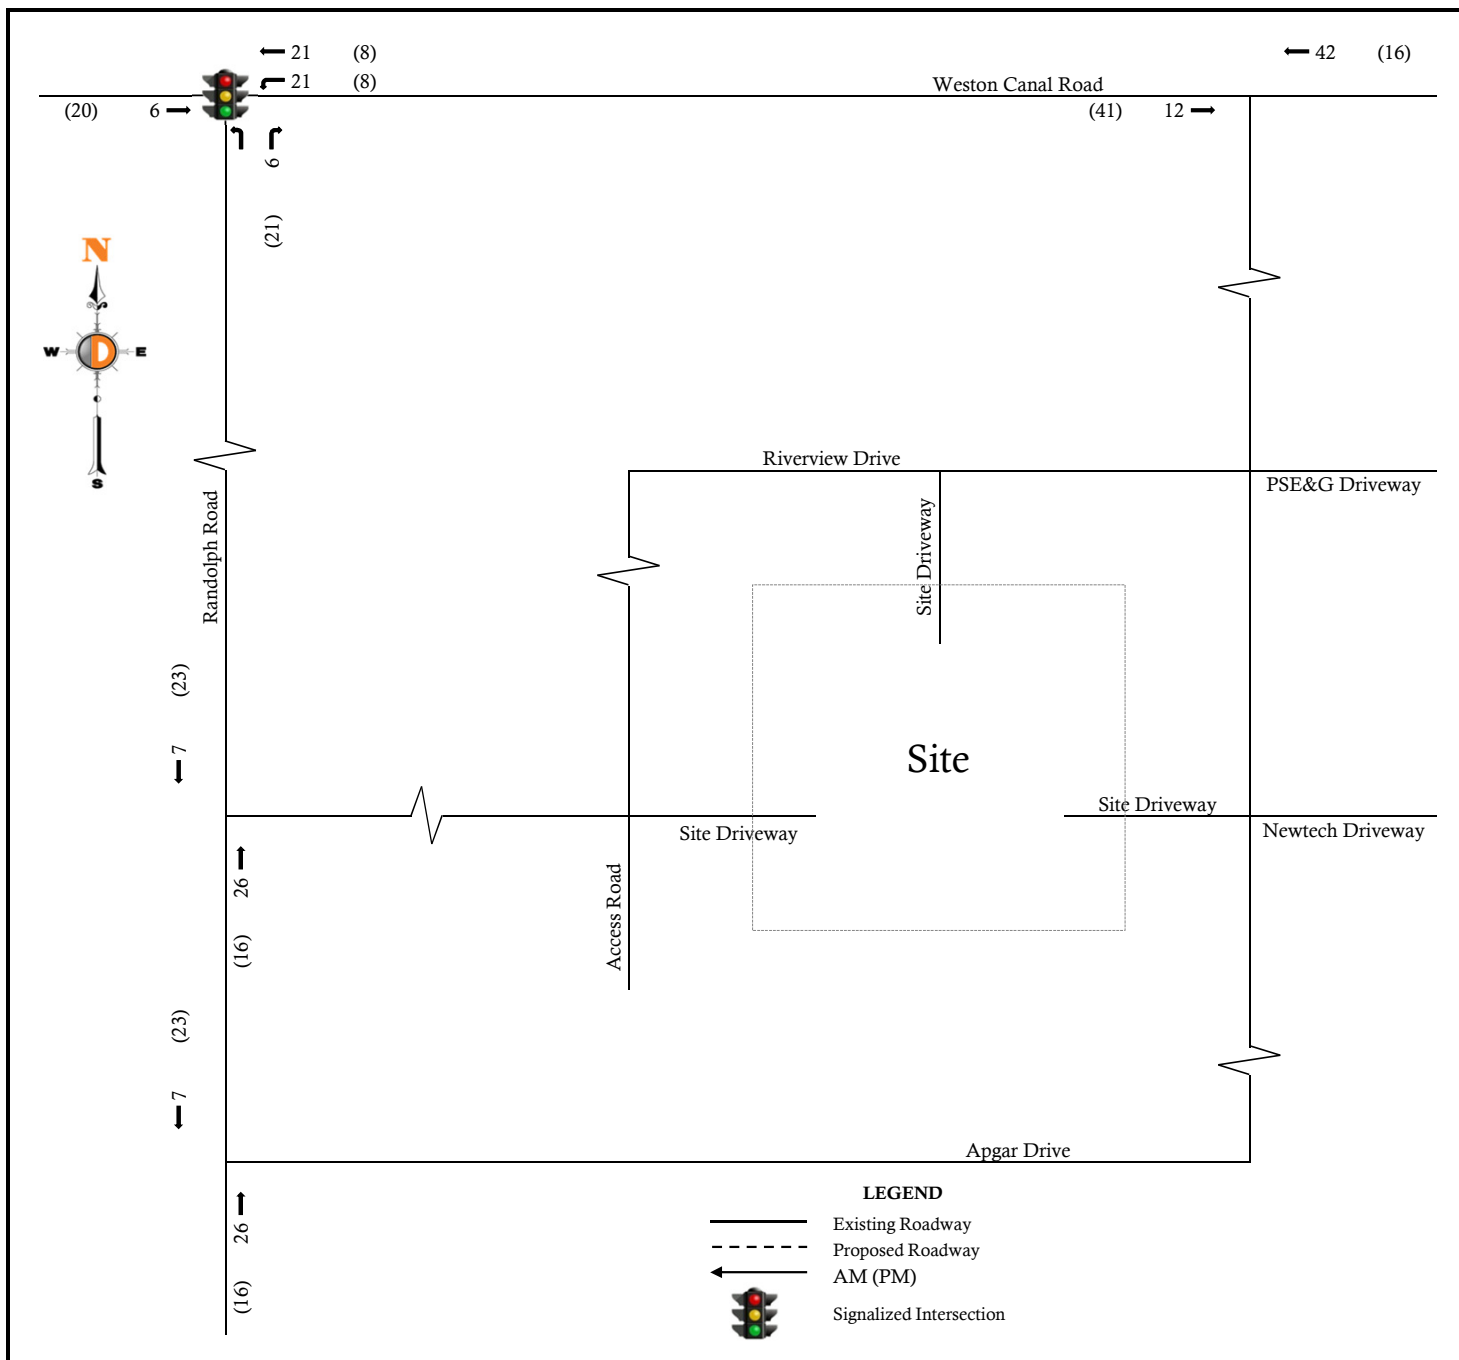 21 (8)
21 (8)
42 (16)
Weston Canal Road
(20) 6
(41) 12
6
(21)
N
W D E
S
Riverview Drive
PSE&G Driveway
Randolph Road
Site Driveway
(23)
7
Site
Site Driveway
Site Driveway
Newtech Driveway
26
(16)
Access Road
(23)
7
Apgar Drive
26
(16)
LEGEND
Existing Roadway
Proposed Roadway
AM (PM)
Signalized Intersection